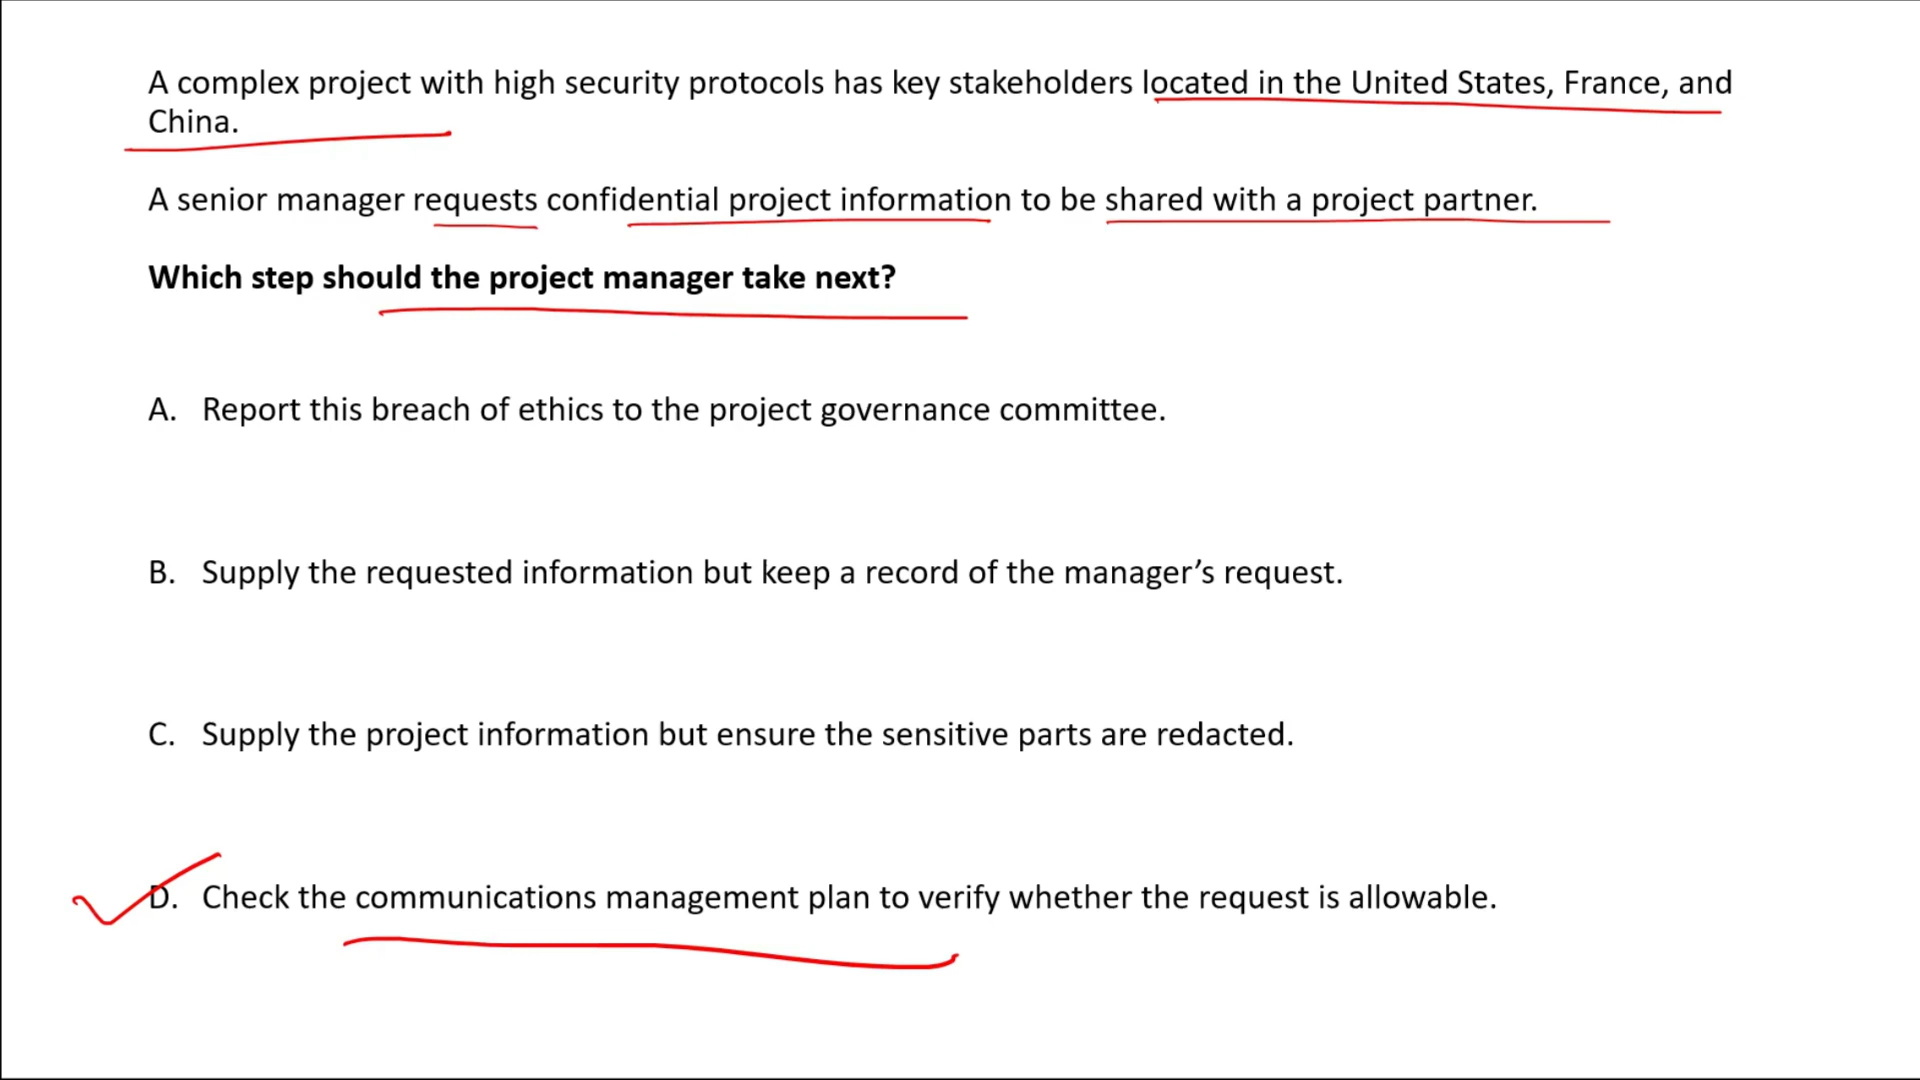 A complex project with high security protocols has key stakeholders located in the United States, France, and
China.
A senior manager requests confidential project information to be shared with a project partner.
Which step should the project manager take next?
A. Report this breach of ethics to the project governance committee.
B. Supply the requested information but keep a record of the manager’s request.
C. Supply the project information but ensure the sensitive parts are redacted.
D. Check the communications management plan to verify whether the request is allowable.